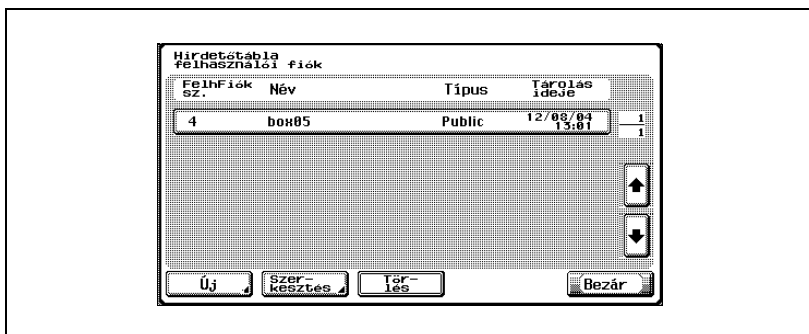 Hirdetőtábla
felhasználói fiók
FelhFiók sz. Név Típus Tárolás ideje
4 box05 Public 12/08/04 13:01
1
1
Új Szer-kesztés Tör-lés Bezár